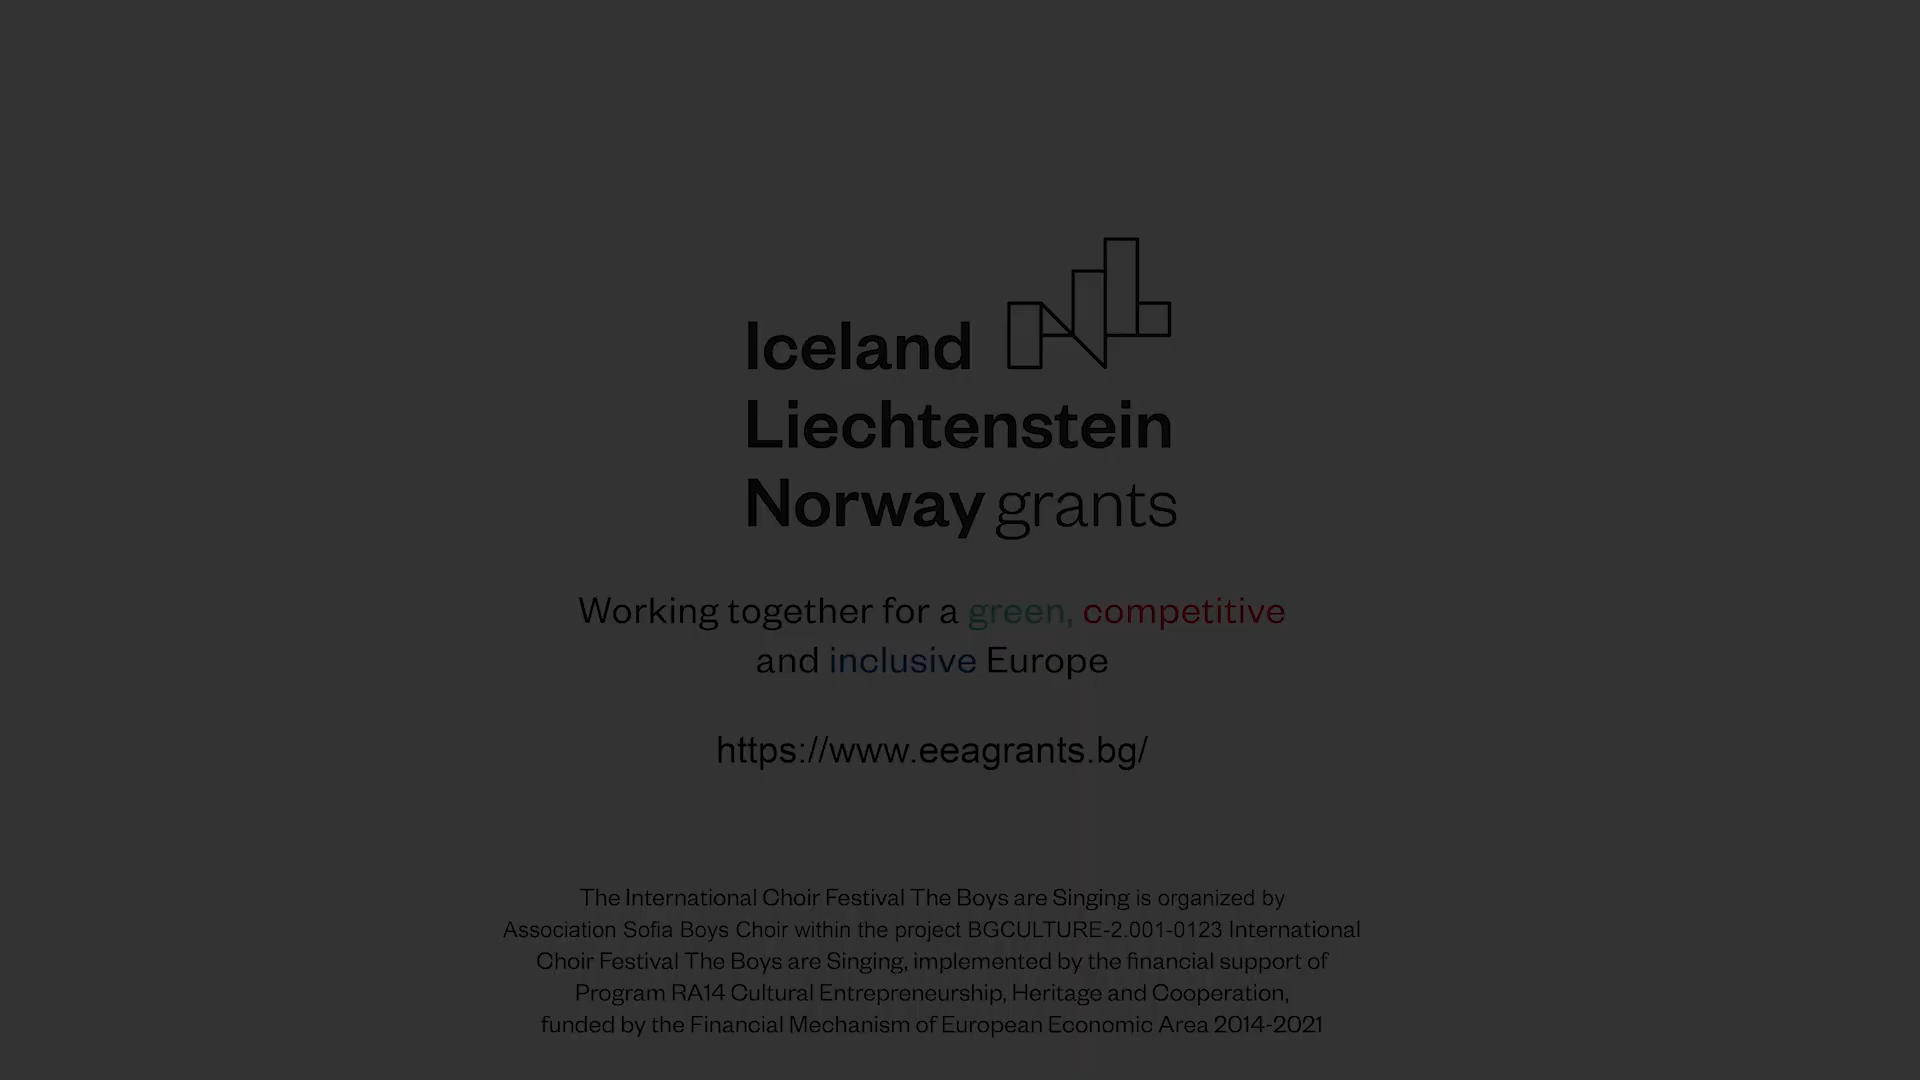 Iceland
Liechtenstein
Norway grants
Working together for a green, competitive
and inclusive Europe
https://www.eeagrants.bg/
The International Choir Festival The Boys are Singing is organized by
Association Sofia Boys Choir within the project BGCULTURE-2.001-0123 International
Choir Festival The Boys are Singing, implemented by the financial support of
Program RA14 Cultural Entrepreneurship, Heritage and Cooperation,
funded by the Financial Mechanism of European Economic Area 2014-2021